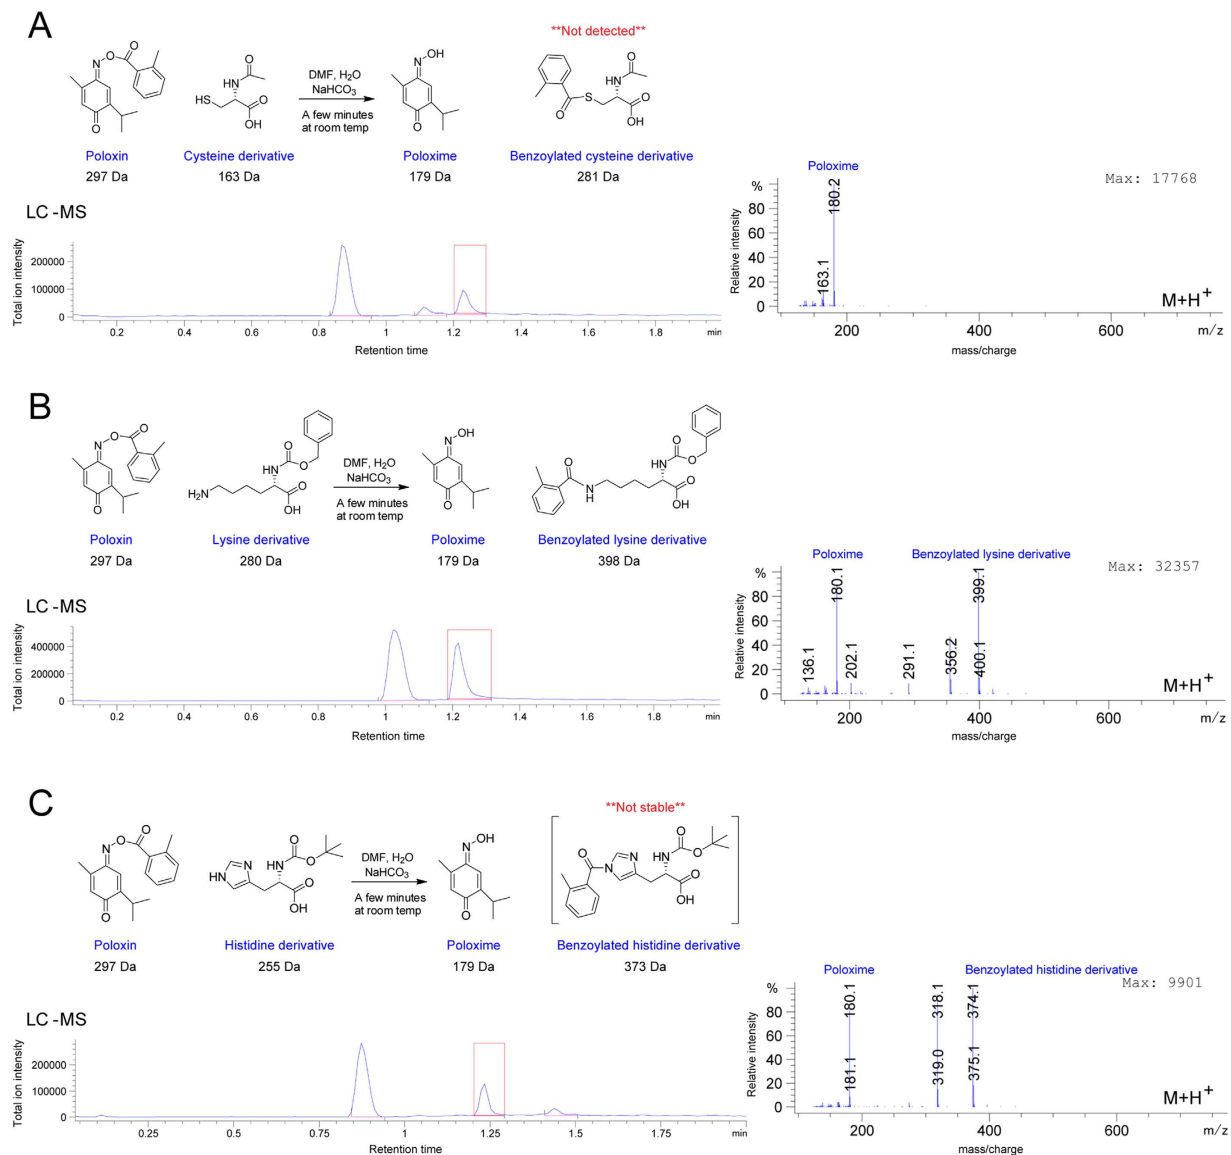 A
**Not detected**
DMF, H2O
NaHCO3
A few minutes
at room temp
Poloxin
Cysteine derivative
Poloxime
Benzoylated cysteine derivative
297 Da
163 Da
179 Da
281 Da
LC -MS
Total ion intensity
200000
100000
0
0.2 0.4 0.6 0.8 1 1.2 1.4 1.6 1.8 min
Retention time
Poloxime
Max: 17768
%
80
60
40
20
0
Relative intensity
163.1
180.2
M+H+
200 400 600 m/z
mass/charge
B
DMF, H2O
NaHCO3
A few minutes
at room temp
Poloxin
Lysine derivative
Poloxime
Benzoylated lysine derivative
297 Da
280 Da
179 Da
398 Da
LC -MS
Total ion intensity
400000
200000
0
0.2 0.4 0.6 0.8 1 1.2 1.4 1.6 1.8 min
Retention time
Poloxime
Benzoylated lysine derivative
Max: 32357
%
80
60
40
20
0
Relative intensity
136.1
180.1
202.1
291.1
356.2
399.1
400.1
M+H+
200 400 600 m/z
mass/charge
C
**Not stable**
DMF, H2O
NaHCO3
A few minutes
at room temp
Poloxin
Histidine derivative
Poloxime
Benzoylated histidine derivative
297 Da
255 Da
179 Da
373 Da
LC -MS
Total ion intensity
200000
100000
0
0.25 0.5 0.75 1 1.25 1.5 1.75 min
Retention time
Poloxime
Benzoylated histidine derivative
Max: 9901
%
80
60
40
20
0
Relative intensity
180.1
181.1
318.1
319.0
374.1
375.1
M+H+
200 400 600 m/z
mass/charge